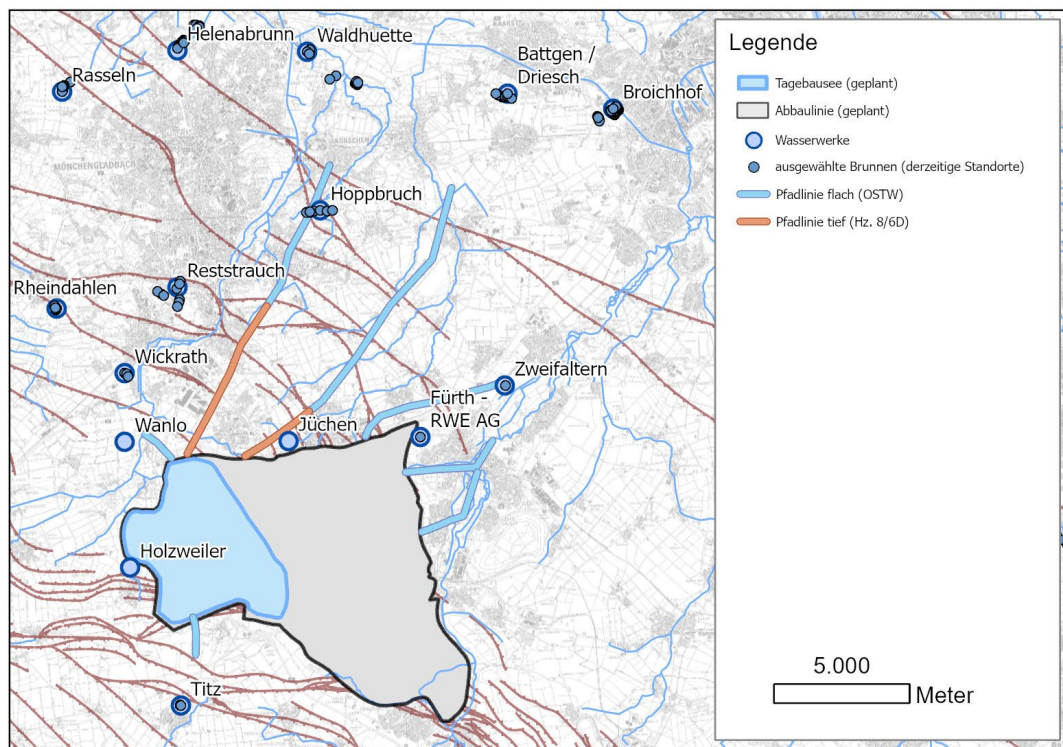 Helenabrunn
Waldhuette
Rasseln
Battgen /
Driesch
Broichhof
MÖNCHENGLADBACH
Hoppbruch
Reststrauch
Rheindahlen
Wickrath
Zweifaltern
Fürth -
RWE AG
Wanlo
Jüchen
Holzweiler
Titz
Legende
Tagebausee (geplant)
Abbaulinie (geplant)
Wasserwerke
ausgewählte Brunnen (derzeitige Standorte)
Pfadlinie flach (OSTW)
Pfadlinie tief (Hz. 8/6D)
5.000
Meter